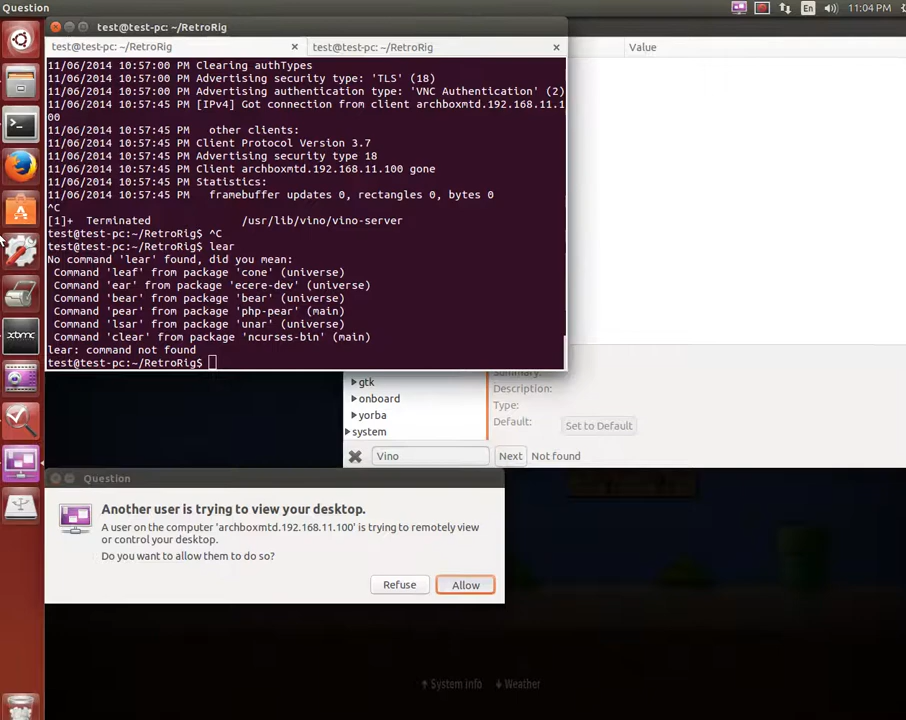 Question
En
11:04 PM
test@test-pc: ~/RetroRig
test@test-pc: ~/RetroRig
test@test-pc: ~/RetroRig
11/06/2014 10:57:00 PM Clearing authTypes
11/06/2014 10:57:00 PM Advertising security type: 'TLS' (18)
11/06/2014 10:57:00 PM Advertising authentication type: 'VNC Authentication' (2)
11/06/2014 10:57:45 PM [IPv4] Got connection from client archboxmtd.192.168.11.1
00
11/06/2014 10:57:45 PM   other clients:
11/06/2014 10:57:45 PM Client Protocol Version 3.7
11/06/2014 10:57:45 PM Advertising security type 18
11/06/2014 10:57:45 PM Client archboxmtd.192.168.11.100 gone
11/06/2014 10:57:45 PM Statistics:
11/06/2014 10:57:45 PM   framebuffer updates 0, rectangles 0, bytes 0
^C
[1]+  Terminated              /usr/lib/vino/vino-server
test@test-pc:~/RetroRig$ ^C
test@test-pc:~/RetroRig$ lear
No command 'lear' found, did you mean:
Command 'leaf' from package 'cone' (universe)
Command 'ear' from package 'ecere-dev' (universe)
Command 'bear' from package 'bear' (universe)
Command 'pear' from package 'php-pear' (main)
Command 'lsar' from package 'unar' (universe)
Command 'clear' from package 'ncurses-bin' (main)
lear: command not found
test@test-pc:~/RetroRig$
Value
xbmc
gtk
onboard
yorba
system
Summary:
Description:
Type:
Default:
Set to Default
Vino
Next
Not found
Question
Another user is trying to view your desktop.
A user on the computer 'archboxmtd.192.168.11.100' is trying to remotely view
or control your desktop.
Do you want to allow them to do so?
Refuse
Allow
System info
Weather